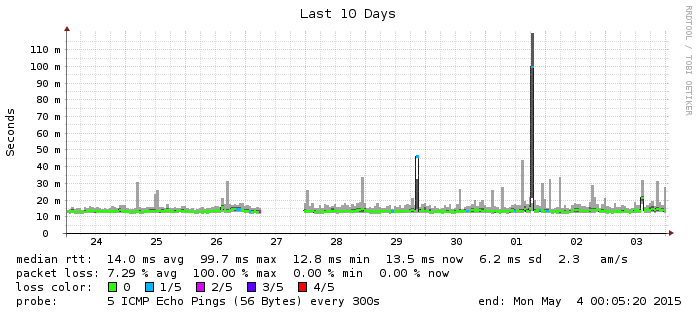 Last 10 Days
RRDTOOL / TOBI OETIKER
Seconds
110 m
100 m
90 m
80 m
70 m
60 m
50 m
40 m
30 m
20 m
10 m
0
24 25 26 27 28 29 30 01 02 03
median rtt: 14.0 ms avg 99.7 ms max 12.8 ms min 13.5 ms now 6.2 ms sd 2.3 am/s
packet loss: 7.29 % avg 100.00 % max 0.00 % min 0.00 % now
loss color: 0 1/5 2/5 3/5 4/5
probe: 5 ICMP Echo Pings (56 Bytes) every 300s end: Mon May 4 00:05:20 2015